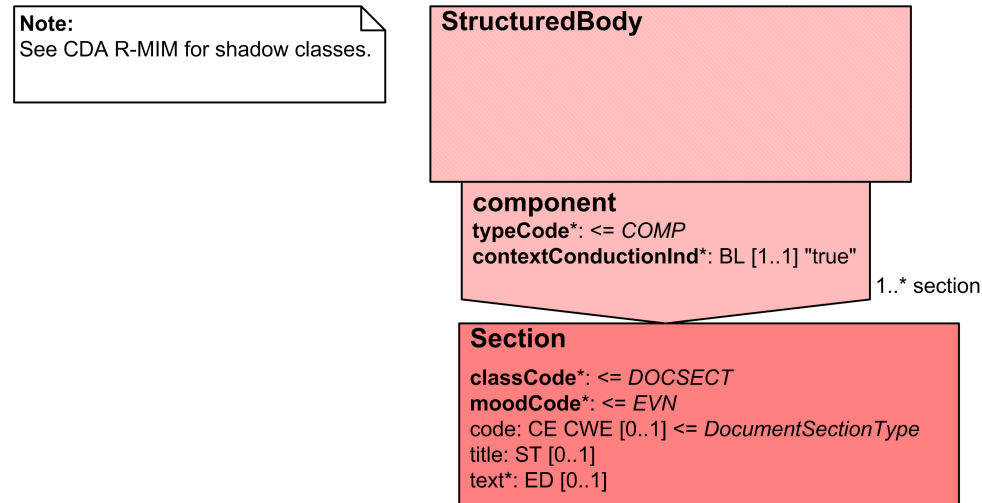 Note:
See CDA R-MIM for shadow classes.
StructuredBody
component
typeCode*: <= COMP
contextConductionInd*: BL [1..1] "true"
1..* section
Section
classCode*: <= DOCSECT
moodCode*: <= EVN
code: CE CWE [0..1] <= DocumentSectionType
title: ST [0..1]
text*: ED [0..1]